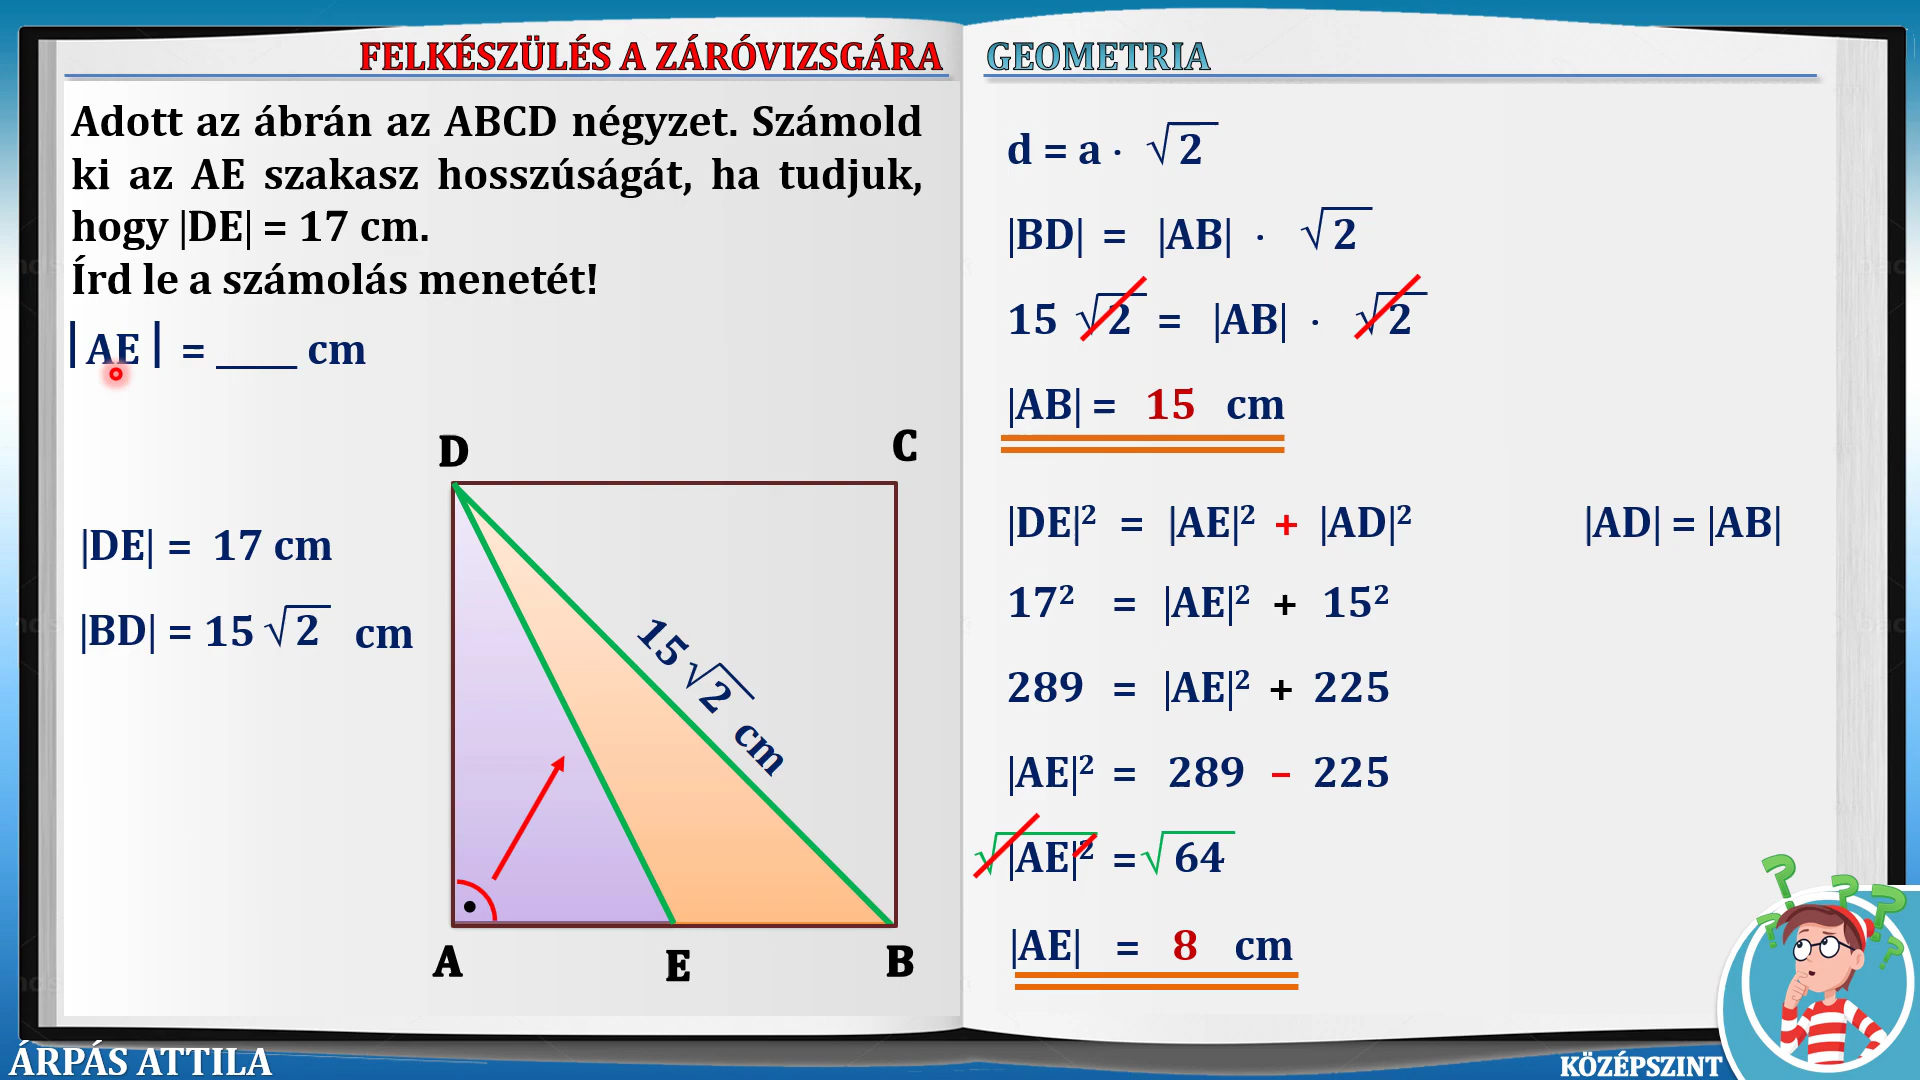 FELKÉSZÜLÉS A ZÁRÓVIZSGÁRA
Adott az ábrán az ABCD négyzet. Számold
ki az AE szakasz hosszúságát, ha tudjuk,
hogy |DE| = 17 cm.
Írd le a számolás menetét!
|AE| = ____ cm
|DE| = 17 cm
|BD| = 15 √2 cm
D
C
15 √2 cm
A
E
B
GEOMETRIA
d = a · √2
|BD| = |AB| · √2
15 √2 = |AB| · √2
|AB| = 15 cm
|DE|² = |AE|² + |AD|² |AD| = |AB|
17² = |AE|² + 15²
289 = |AE|² + 225
|AE|² = 289 – 225
√|AE|² = √64
|AE| = 8 cm
? ? ? ? ?
ÁRPÁS ATTILA
KÖZÉPSZINT